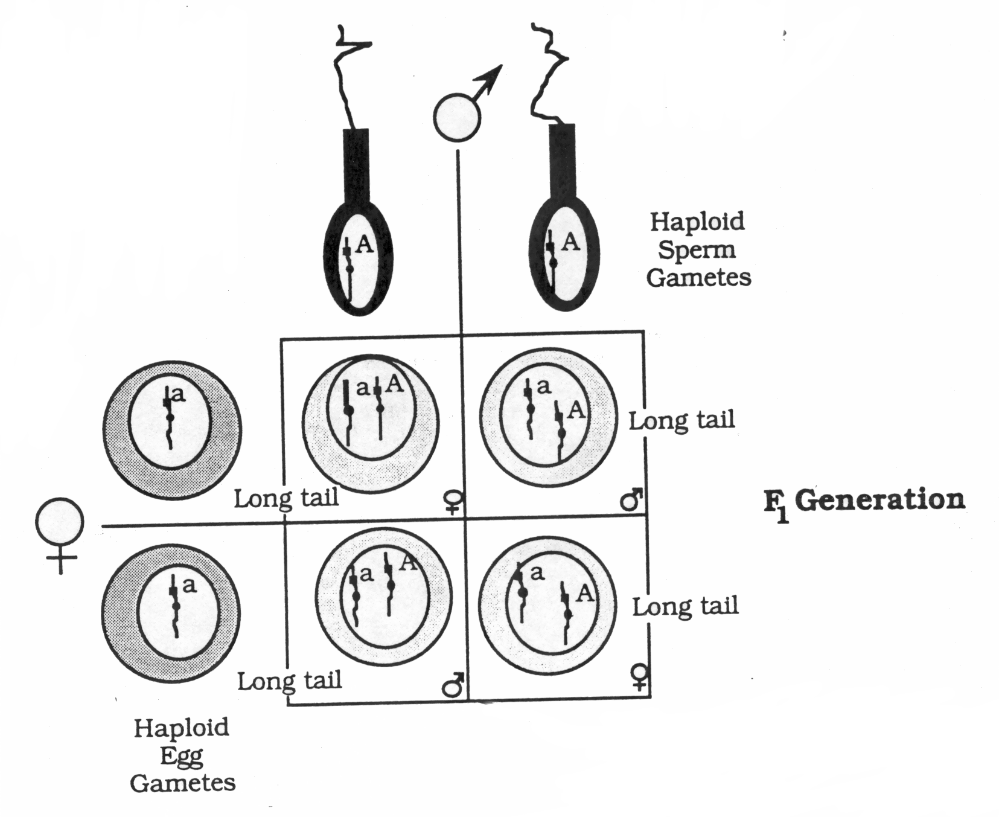 A
A
Haploid
Sperm
Gametes
a
a A
a
A
Long tail
Long tail
F1 Generation
a
a
A
a
A
Long tail
Long tail
Haploid
Egg
Gametes